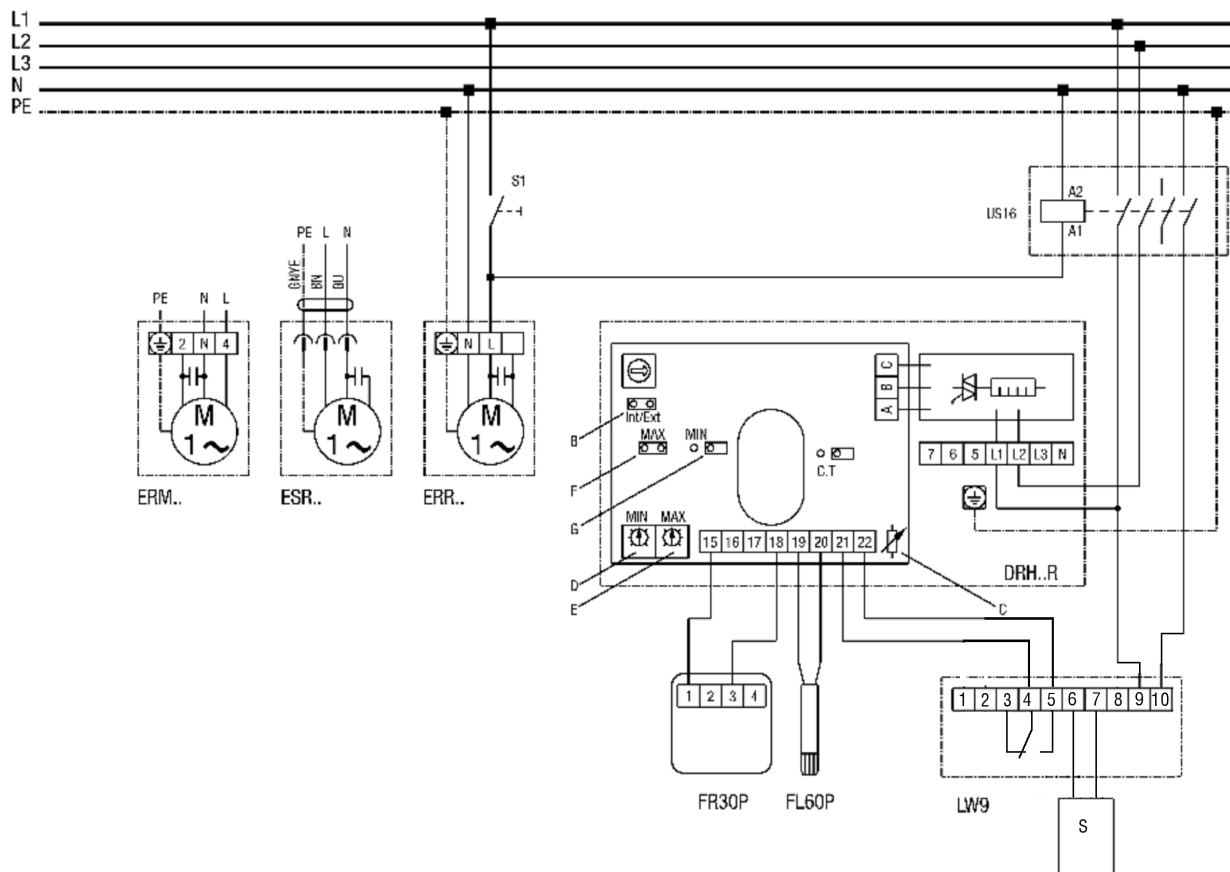 L1
L2
L3
N
PE
S1
US16
A2
A1
PE L N
GNYE
BN
BU
PE N L
2 N 4
N L
M
1 ~
M
1 ~
M
1 ~
ERM..
ESR..
ERR..
Int/Ext
MAX
MIN
C.T
MIN MAX
B
F
G
D
E
C
B
A
15 16 17 18 19 20 21 22
7 6 5 L1 L2 L3 N
DRH..R
C
1 2 3 4
FR30P
FL60P
1 2 3 4 5 6 7 8 9 10
LW9
S